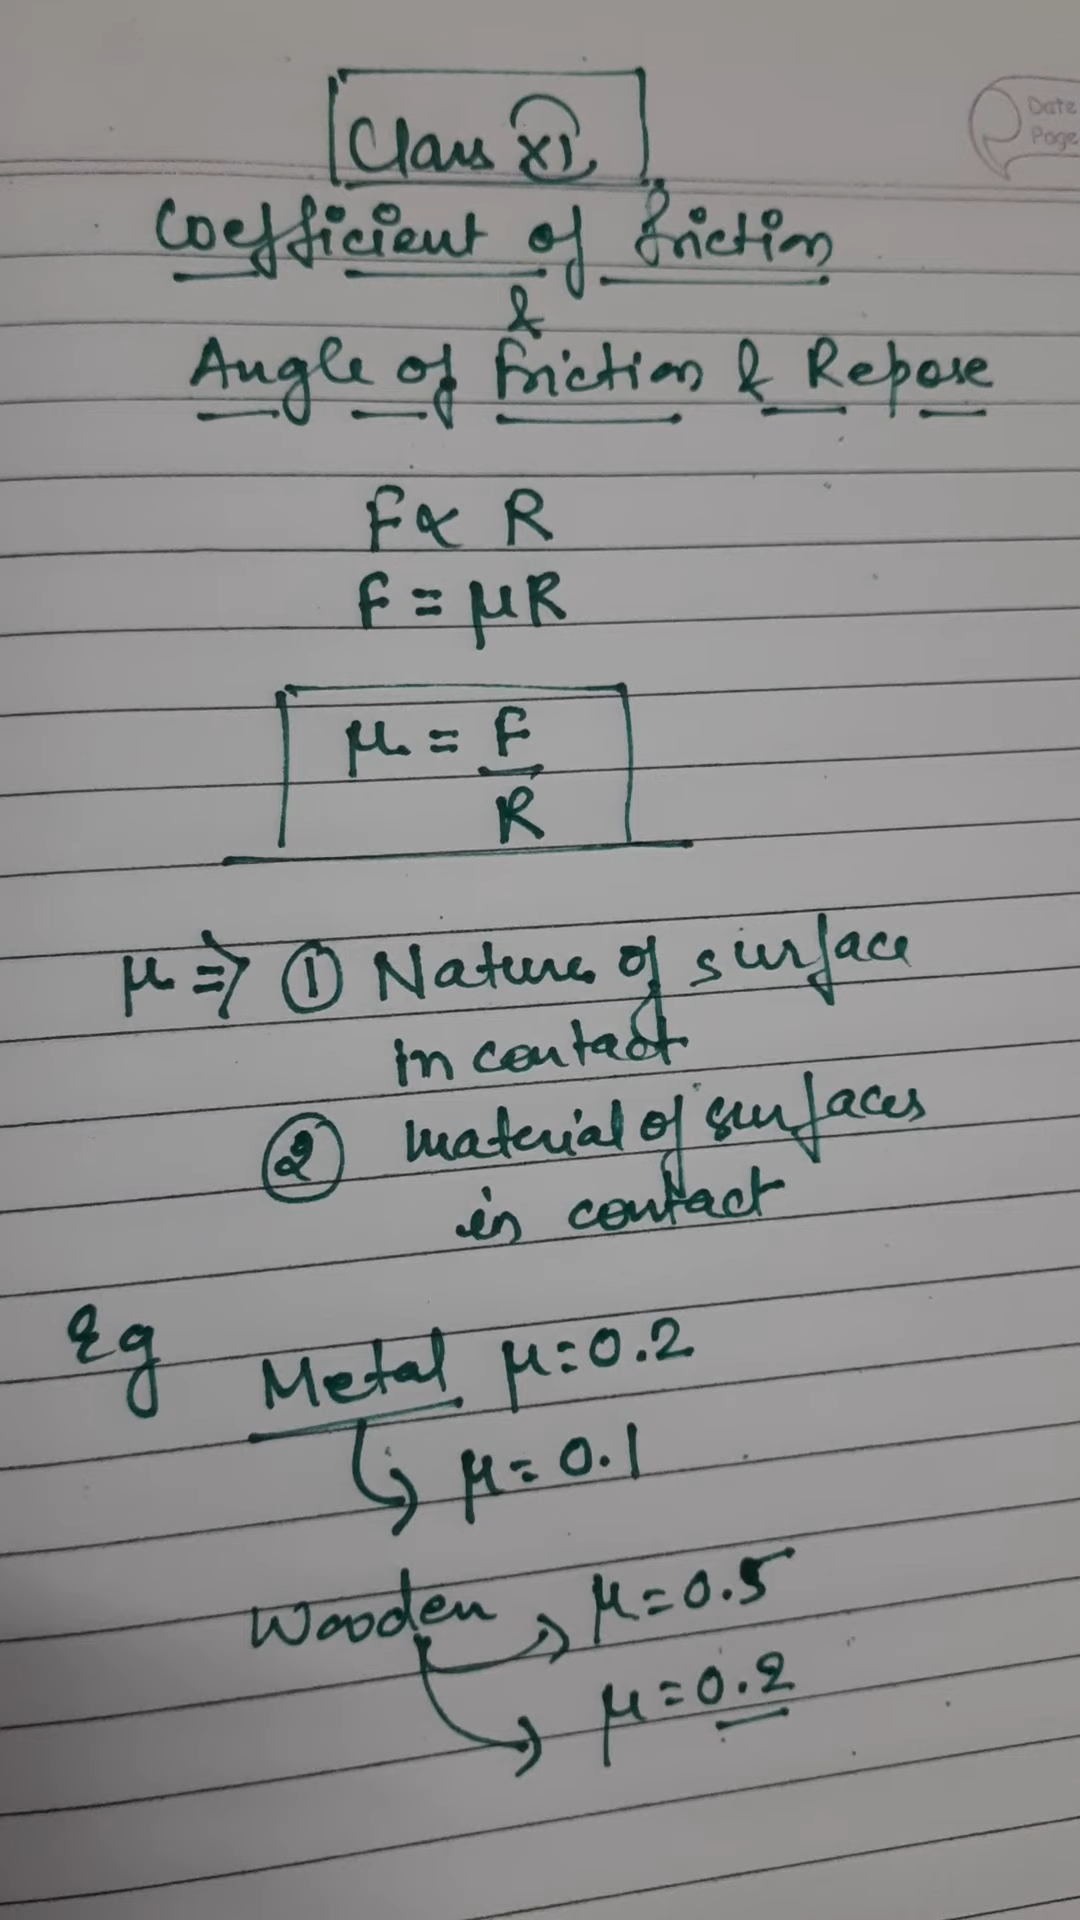 Class XI
Coefficient of friction
&
Angle of Friction & Repose
F ∝ R
F = μR
μ = F
R
μ ⇒ ① Nature of surface
in contact
② material of surfaces
in contact
Eg
Metal μ=0.2
μ=0.1
Wooden μ=0.5
μ=0.2
Date
Page